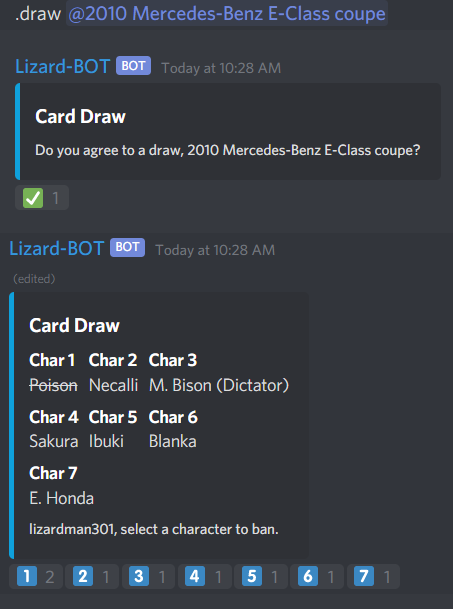 .draw @2010 Mercedes-Benz E-Class coupe
Lizard-BOT BOT Today at 10:28 AM
Card Draw
Do you agree to a draw, 2010 Mercedes-Benz E-Class coupe?
1
Lizard-BOT BOT Today at 10:28 AM
(edited)
Card Draw
Char 1 Char 2 Char 3
Poison Necalli M. Bison (Dictator)
Char 4 Char 5 Char 6
Sakura Ibuki Blanka
Char 7
E. Honda
lizardman301, select a character to ban.
1 2 2 1 3 1 4 1 5 1 6 1 7 1